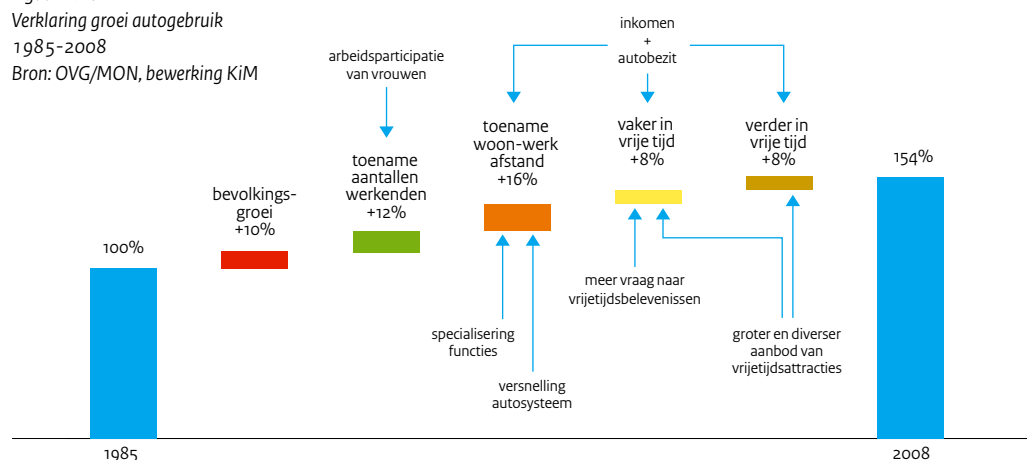 Verklaring groei autogebruik
1985-2008
Bron: OVG/MON, bewerking KiM
arbeidsparticipatie
van vrouwen
inkomen
+
autobezit
bevolkings-
groei
+10%
toename
aantallen
werkenden
+12%
toename
woon-werk
afstand
+16%
vaker in
vrije tijd
+8%
verder in
vrije tijd
+8%
100%
154%
specialisering
functies
versnelling
autosysteem
meer vraag naar
vrijetijdsbelevenissen
groter en diverser
aanbod van
vrijetijdsattracties
1985
2008